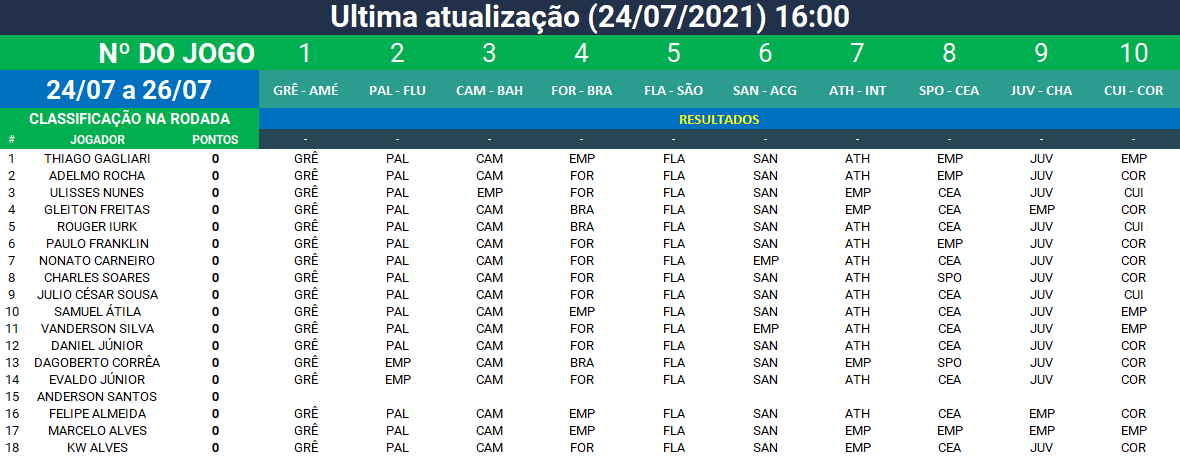 Ultima atualização (24/07/2021) 16:00
Nº DO JOGO 1 2 3 4 5 6 7 8 9 10
24/07 a 26/07 GRÊ - AMÉ PAL - FLU CAM - BAH FOR - BRA FLA - SÃO SAN - ACG ATH - INT SPO - CEA JUV - CHA CUI - COR
CLASSIFICAÇÃO NA RODADA RESULTADOS
# JOGADOR PONTOS - - - - - - - - - -
1 THIAGO GAGLIARI 0 GRÊ PAL CAM EMP FLA SAN ATH EMP JUV EMP
2 ADELMO ROCHA 0 GRÊ PAL CAM FOR FLA SAN ATH EMP JUV COR
3 ULISSES NUNES 0 GRÊ PAL EMP FOR FLA SAN EMP CEA JUV CUI
4 GLEITON FREITAS 0 GRÊ PAL CAM BRA FLA SAN EMP CEA EMP COR
5 ROUGER IURK 0 GRÊ PAL CAM BRA FLA SAN ATH CEA JUV CUI
6 PAULO FRANKLIN 0 GRÊ PAL CAM FOR FLA SAN ATH EMP JUV COR
7 NONATO CARNEIRO 0 GRÊ PAL CAM FOR FLA EMP ATH CEA JUV COR
8 CHARLES SOARES 0 GRÊ PAL CAM FOR FLA SAN ATH SPO JUV COR
9 JULIO CÉSAR SOUSA 0 GRÊ PAL CAM FOR FLA SAN ATH CEA JUV CUI
10 SAMUEL ÁTILA 0 GRÊ PAL CAM EMP FLA SAN ATH CEA JUV EMP
11 VANDERSON SILVA 0 GRÊ PAL CAM FOR FLA EMP ATH CEA JUV EMP
12 DANIEL JÚNIOR 0 GRÊ PAL CAM FOR FLA SAN ATH CEA JUV COR
13 DAGOBERTO CORRÊA 0 GRÊ EMP CAM BRA FLA SAN EMP SPO JUV COR
14 EVALDO JÚNIOR 0 GRÊ EMP CAM FOR FLA SAN ATH CEA JUV COR
15 ANDERSON SANTOS 0
16 FELIPE ALMEIDA 0 GRÊ PAL CAM EMP FLA SAN ATH CEA EMP COR
17 MARCELO ALVES 0 GRÊ PAL CAM EMP FLA SAN EMP EMP EMP EMP
18 KW ALVES 0 GRÊ PAL CAM FOR FLA SAN EMP CEA JUV COR